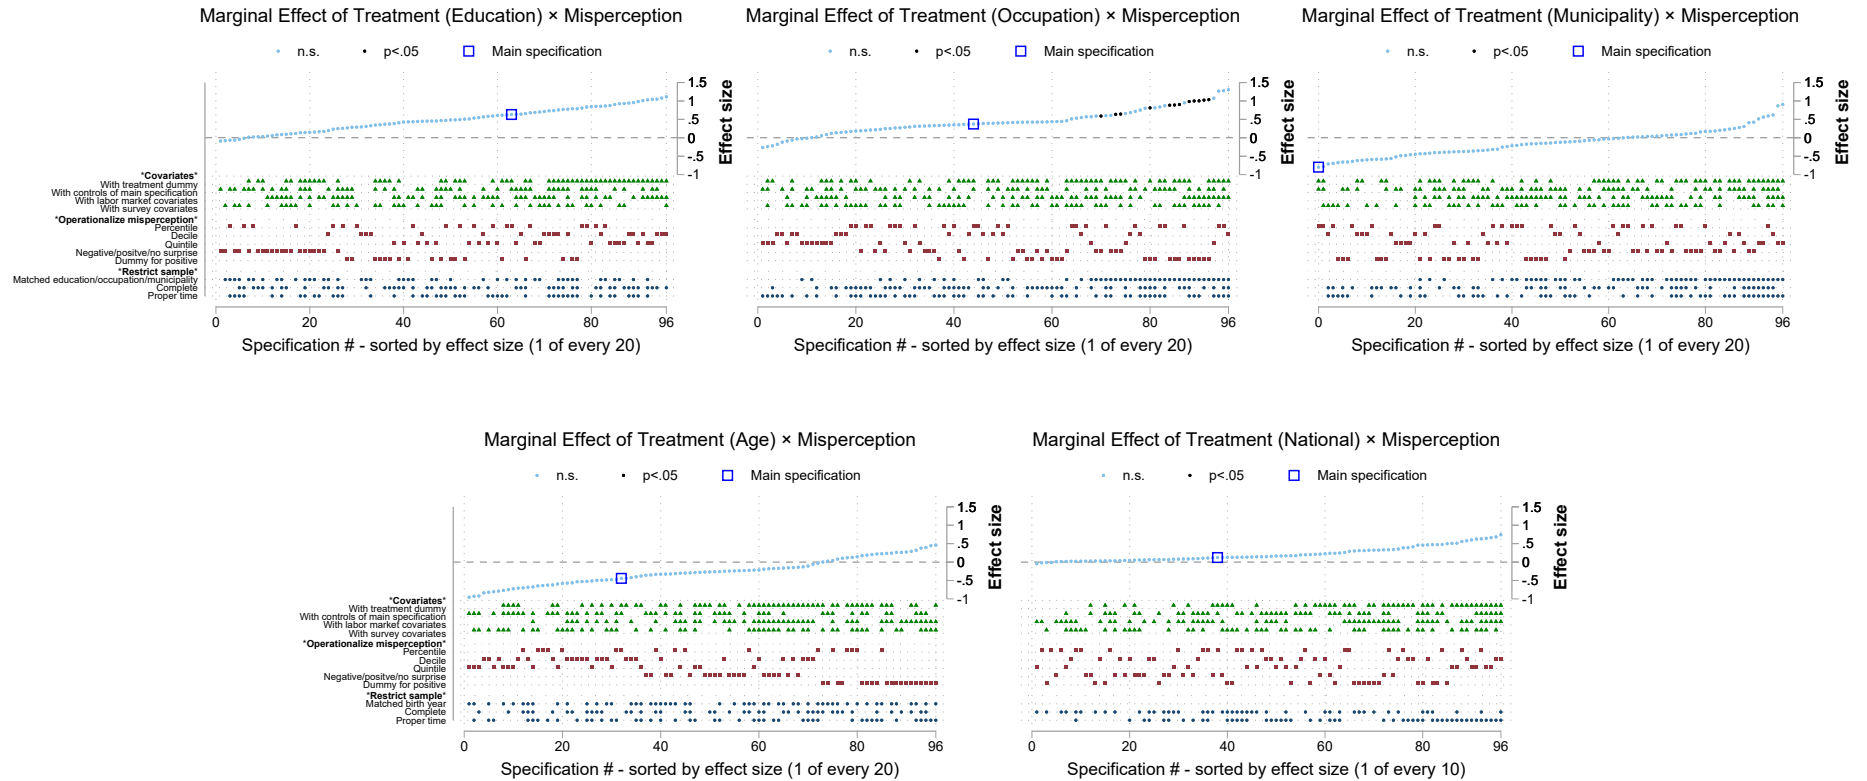 Marginal Effect of Treatment (Education) × Misperception
n.s.
p<.05
Main specification
1.5
1
.5
0
-.5
-1
Effect size
*Covariates*
With treatment dummy
With controls of main specification
With labor market covariates
With survey covariates
*Operationalize misperception*
Percentile
Decile
Quintile
Negative/positve/no surprise
Dummy for positive
*Restrict sample*
Matched education/occupation/municipality
Complete
Proper time
0 20 40 60 80 96
Specification # - sorted by effect size (1 of every 20)
Marginal Effect of Treatment (Occupation) × Misperception
n.s.
p<.05
Main specification
1.5
1
.5
0
-.5
-1
Effect size
0 20 40 60 80 96
Specification # - sorted by effect size (1 of every 20)
Marginal Effect of Treatment (Municipality) × Misperception
n.s.
p<.05
Main specification
1.5
1
.5
0
-.5
-1
Effect size
0 20 40 60 80 96
Specification # - sorted by effect size (1 of every 20)
Marginal Effect of Treatment (Age) × Misperception
n.s.
p<.05
Main specification
1.5
1
.5
0
-.5
-1
Effect size
*Covariates*
With treatment dummy
With controls of main specification
With labor market covariates
With survey covariates
*Operationalize misperception*
Percentile
Decile
Quintile
Negative/positve/no surprise
Dummy for positive
*Restrict sample*
Matched birth year
Complete
Proper time
0 20 40 60 80 96
Specification # - sorted by effect size (1 of every 20)
Marginal Effect of Treatment (National) × Misperception
n.s.
p<.05
Main specification
1.5
1
.5
0
-.5
-1
Effect size
0 20 40 60 80 96
Specification # - sorted by effect size (1 of every 10)